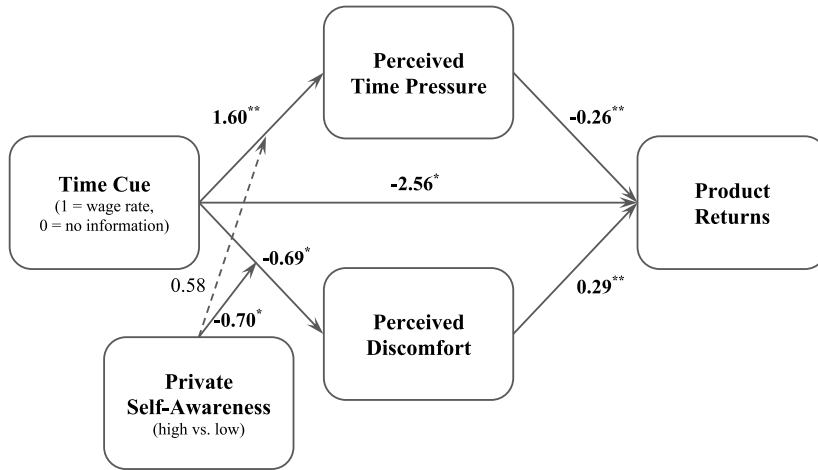 Perceived
Time Pressure
1.60**
-0.26**
Time Cue
(1 = wage rate,
0 = no information)
-2.56*
Product
Returns
-0.69*
0.58
0.29**
-0.70*
Perceived
Discomfort
Private
Self-Awareness
(high vs. low)